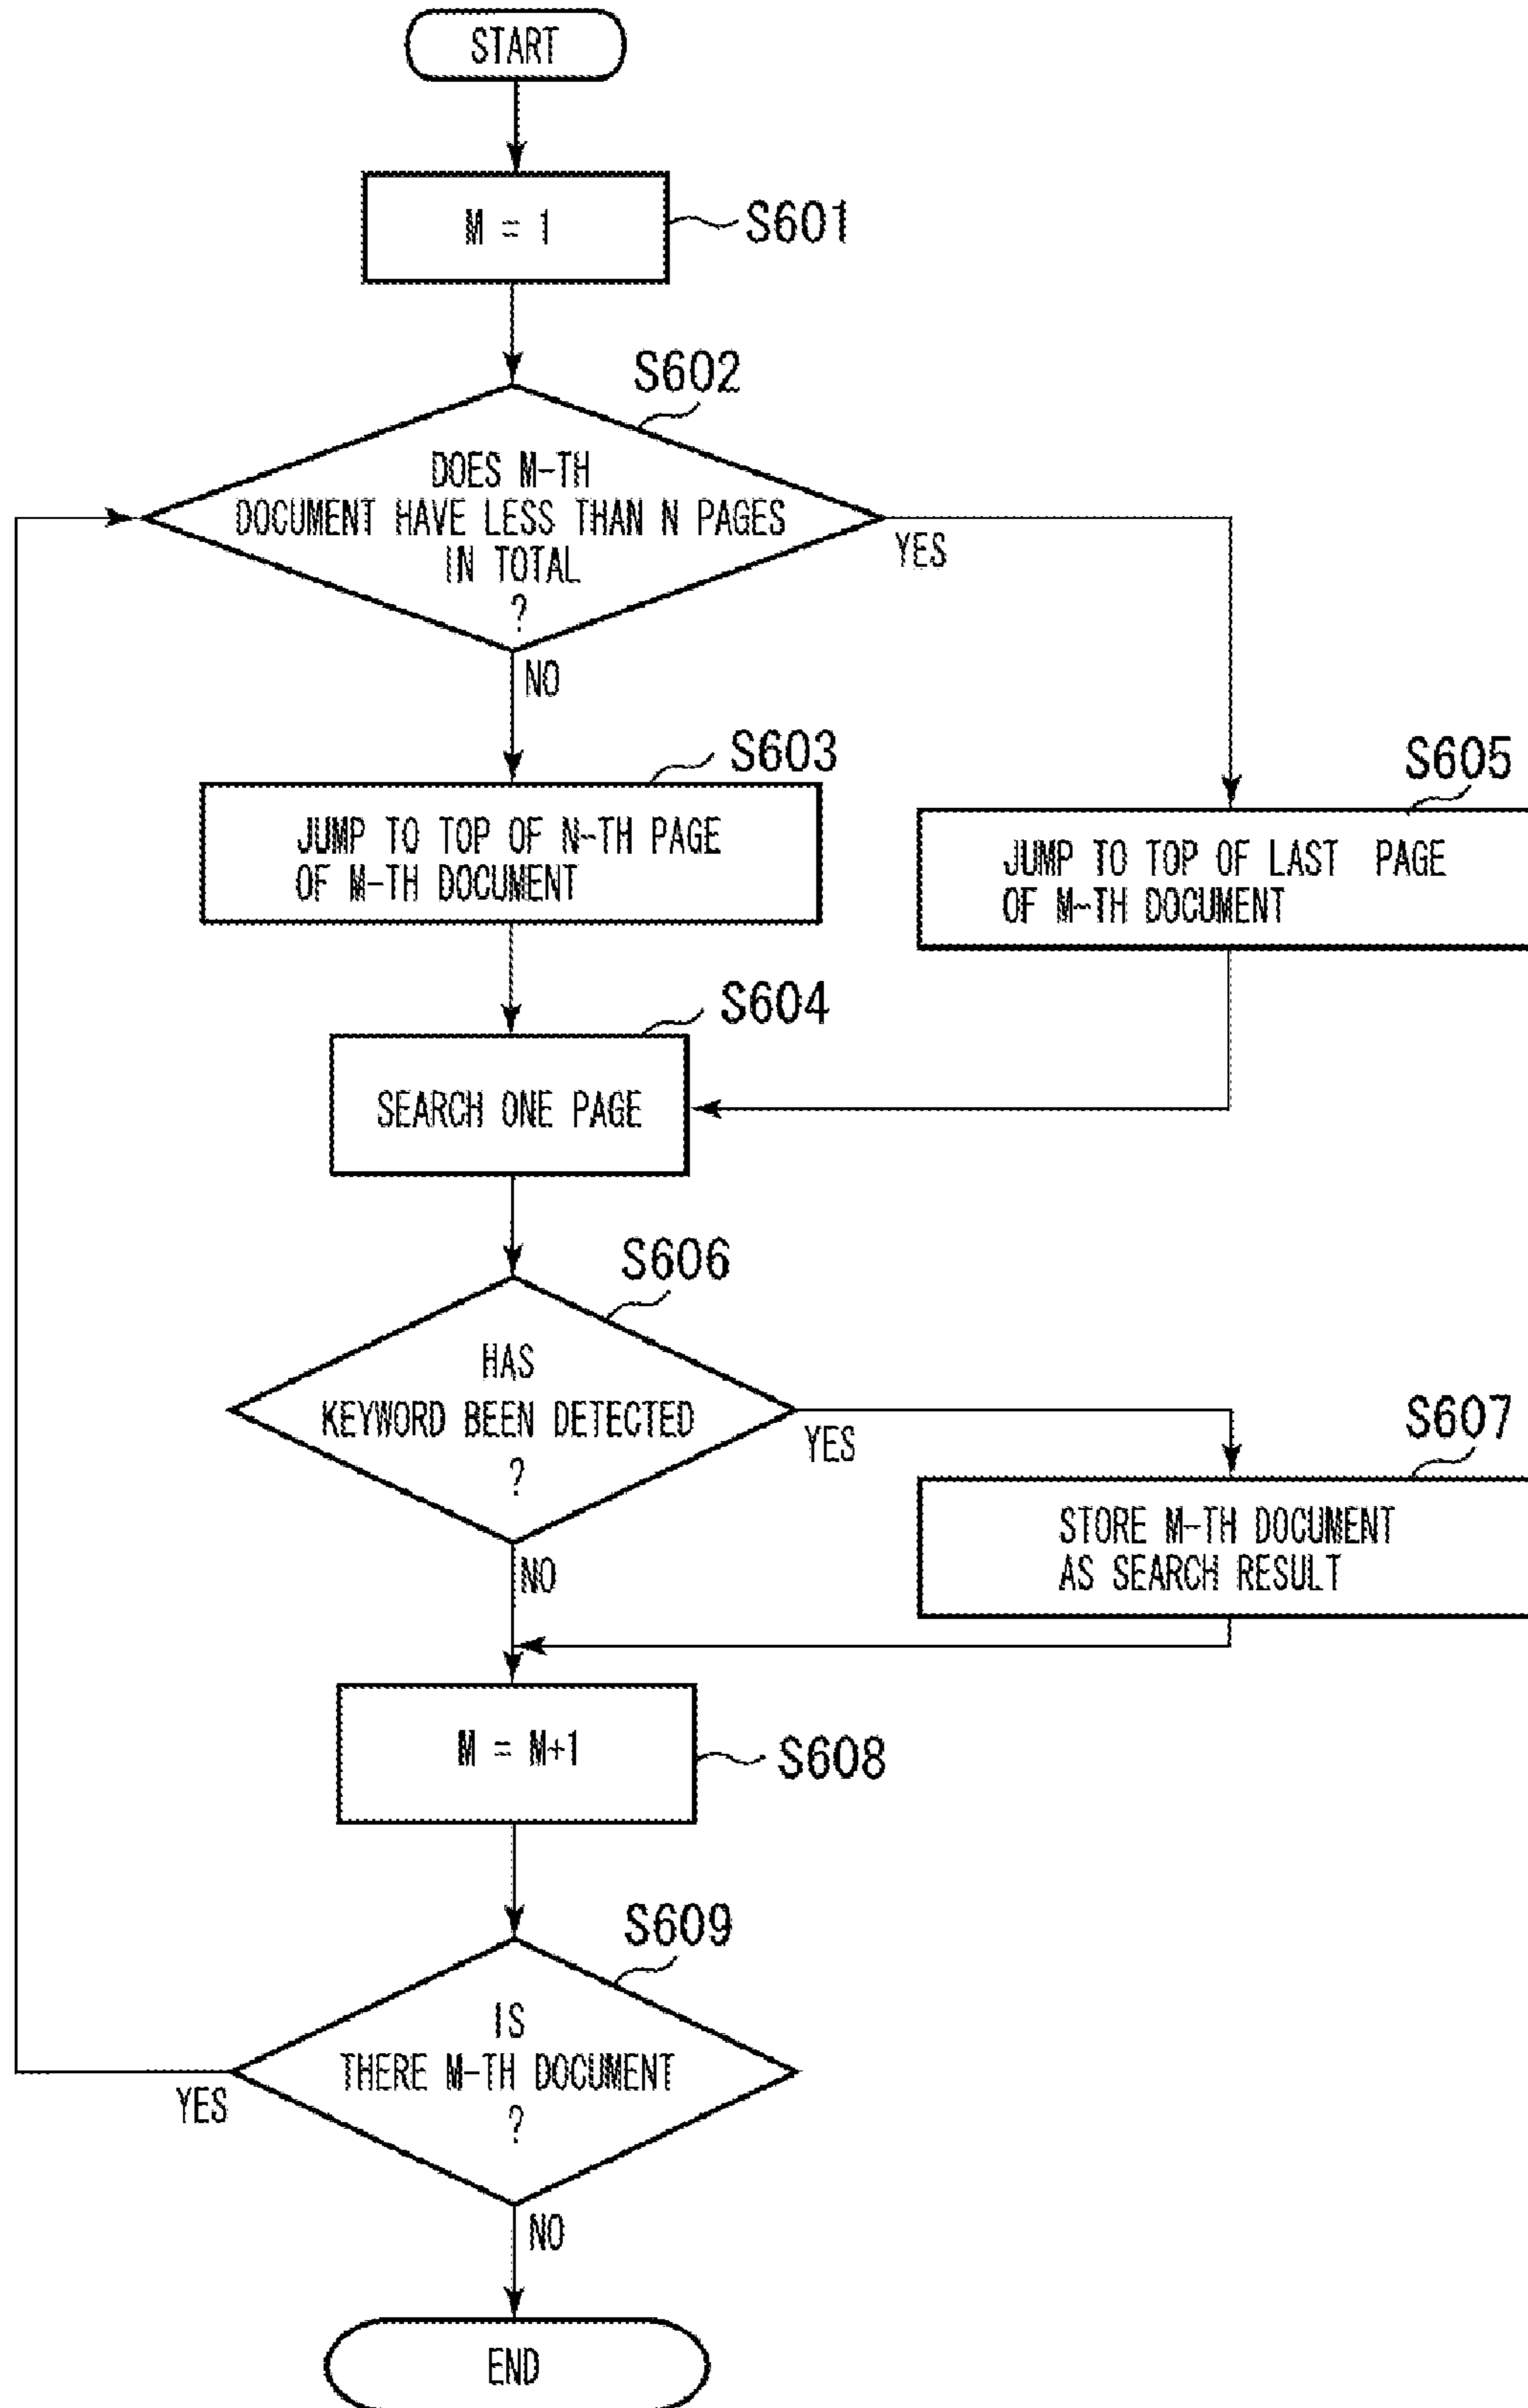 START
M = 1
S601
S602
DOES M-TH
DOCUMENT HAVE LESS THAN N PAGES
IN TOTAL
?
YES
NO
S603
JUMP TO TOP OF N-TH PAGE
OF M-TH DOCUMENT
S605
JUMP TO TOP OF LAST PAGE
OF M-TH DOCUMENT
S604
SEARCH ONE PAGE
S606
HAS
KEYWORD BEEN DETECTED
?
YES
NO
S607
STORE M-TH DOCUMENT
AS SEARCH RESULT
M = M+1
S608
S609
IS
THERE M-TH DOCUMENT
?
YES
NO
END